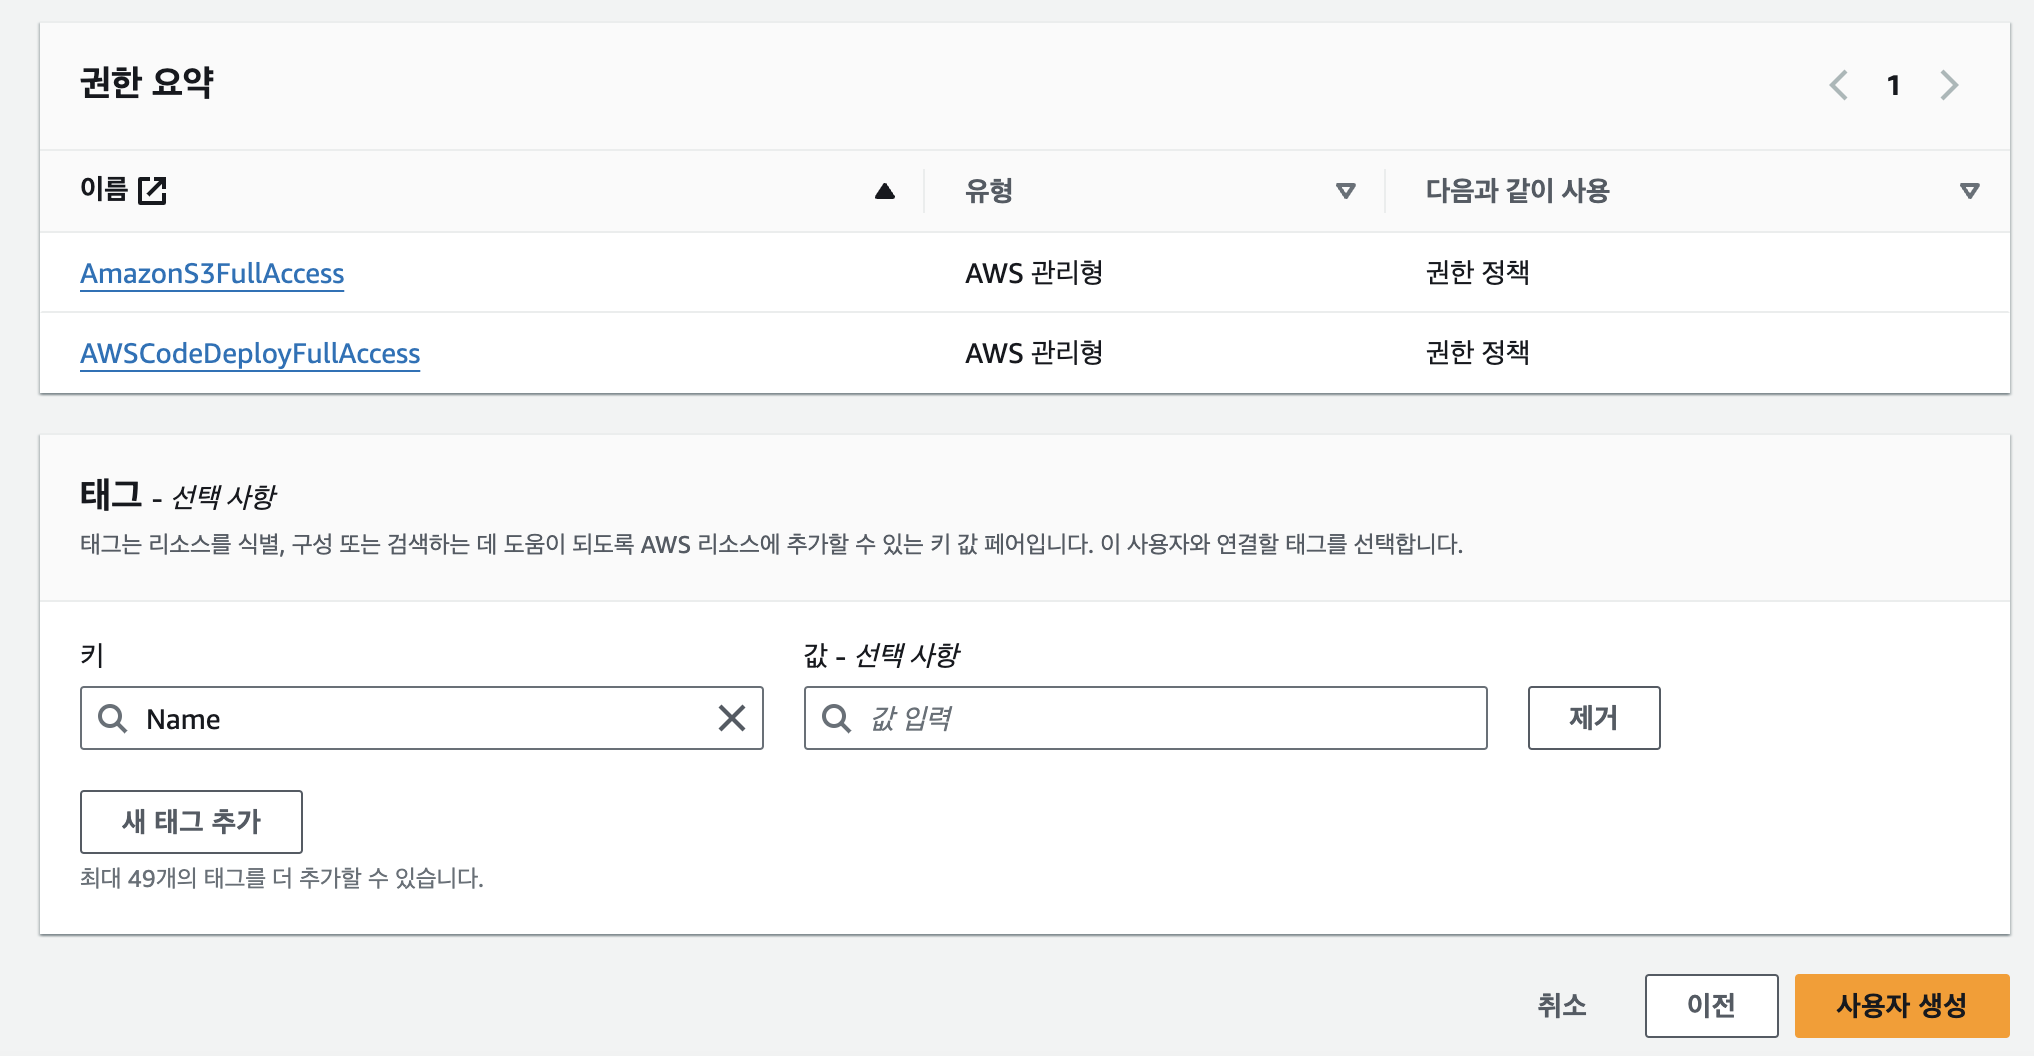 권한 요약
1
이름 유형 다음과 같이 사용
AmazonS3FullAccess AWS 관리형 권한 정책
AWSCodeDeployFullAccess AWS 관리형 권한 정책
태그 - 선택 사항
태그는 리소스를 식별, 구성 또는 검색하는 데 도움이 되도록 AWS 리소스에 추가할 수 있는 키 값 페어입니다. 이 사용자와 연결할 태그를 선택합니다.
키 값 - 선택 사항
Name 값 입력 제거
새 태그 추가
최대 49개의 태그를 더 추가할 수 있습니다.
취소 이전 사용자 생성